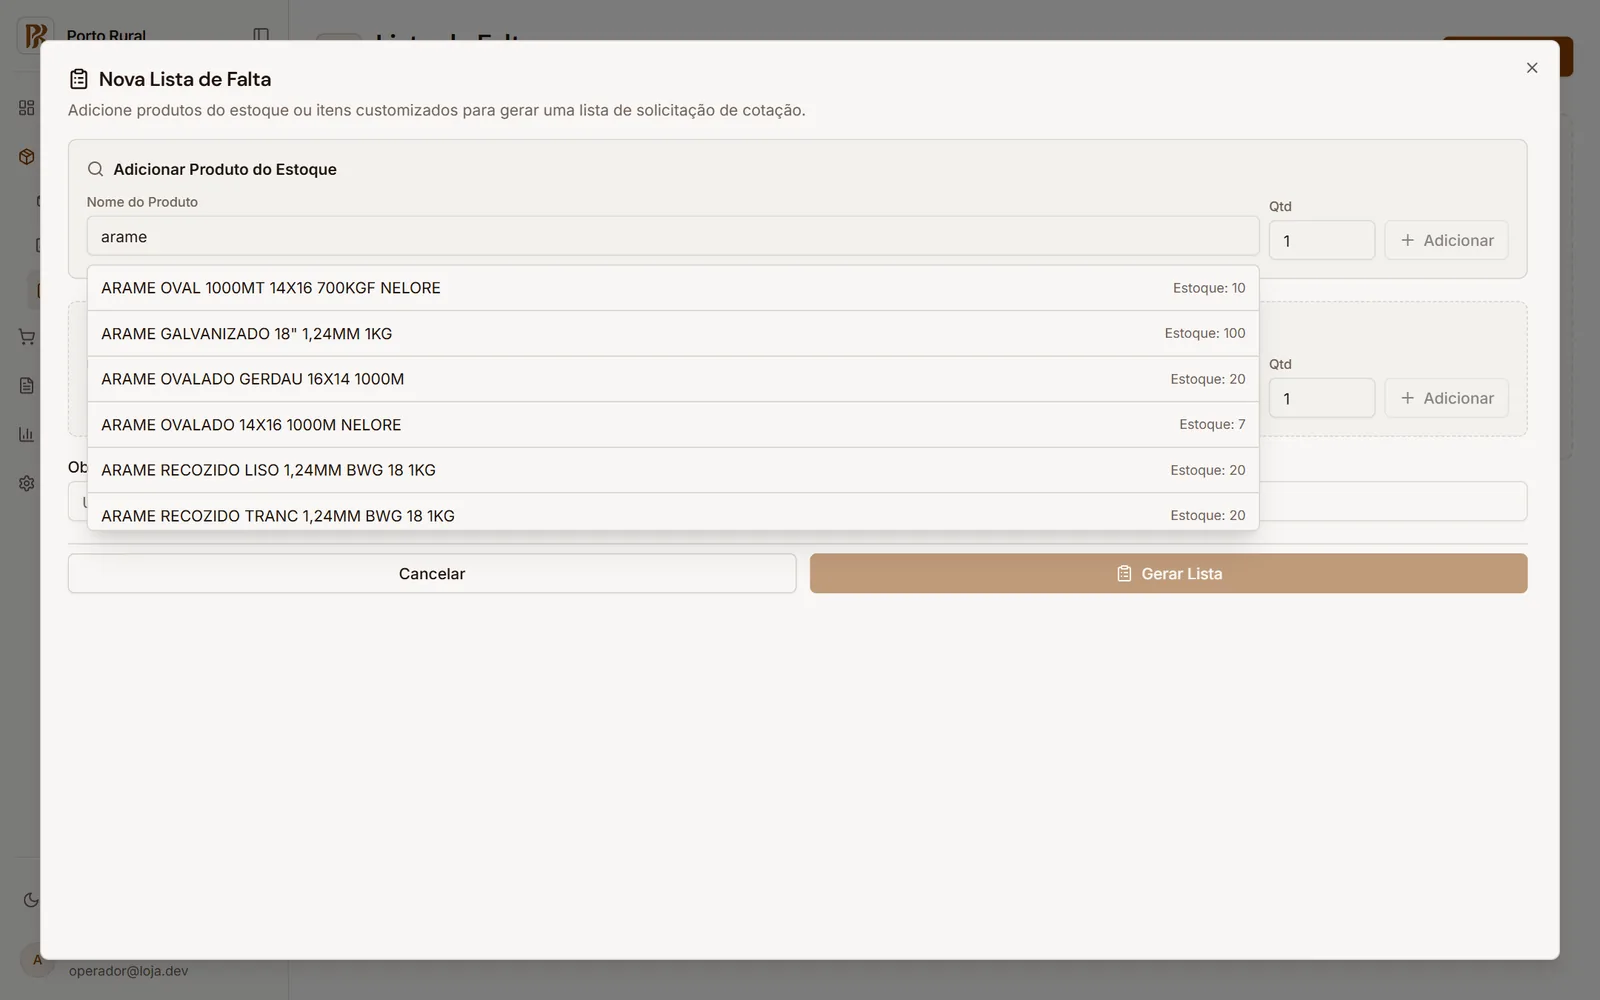 Porto Rural
Nova Lista de Falta
Adicione produtos do estoque ou itens customizados para gerar uma lista de solicitação de cotação.
Adicionar Produto do Estoque
Nome do Produto
Qtd
arame
1
Adicionar
ARAME OVAL 1000MT 14X16 700KGF NELORE
Estoque: 10
ARAME GALVANIZADO 18" 1,24MM 1KG
Estoque: 100
ARAME OVALADO GERDAU 16X14 1000M
Estoque: 20
Qtd
ARAME OVALADO 14X16 1000M NELORE
Estoque: 7
1
Adicionar
ARAME RECOZIDO LISO 1,24MM BWG 18 1KG
Estoque: 20
ARAME RECOZIDO TRANC 1,24MM BWG 18 1KG
Estoque: 20
Cancelar
Gerar Lista
A
operador@loja.dev